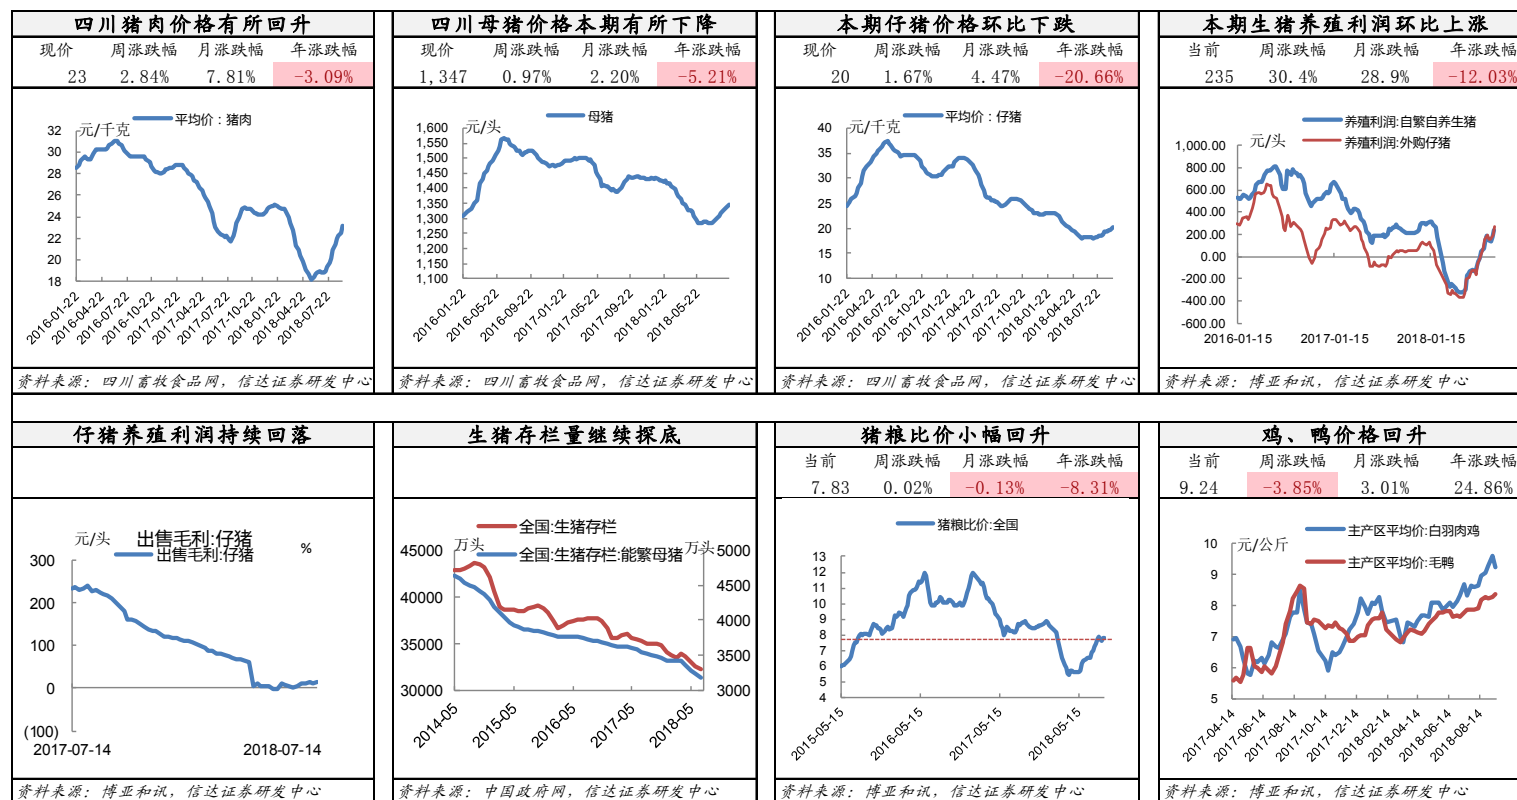 四川猪肉价格有所回升
现价 周涨跌幅 月涨跌幅 年涨跌幅
23 2.84% 7.81% -3.09%
元/千克
平均价：猪肉
32
30
28
26
24
22
20
18
2016-01-22
2016-04-22
2016-07-22
2016-10-22
2017-01-22
2017-04-22
2017-07-22
2017-10-22
2018-01-22
2018-04-22
2018-07-22
资料来源：四川畜牧食品网，信达证券研发中心
四川母猪价格本期有所下降
现价 周涨跌幅 月涨跌幅 年涨跌幅
1,347 0.97% 2.20% -5.21%
元/头
母猪
1,600
1,500
1,400
1,300
1,200
1,100
2016-01-22
2016-05-22
2016-09-22
2017-01-22
2017-05-22
2017-09-22
2018-01-22
2018-05-22
资料来源：四川畜牧食品网，信达证券研发中心
本期仔猪价格环比下跌
现价 周涨跌幅 月涨跌幅 年涨跌幅
20 1.67% 4.47% -20.66%
元/千克
平均价：仔猪
40
35
30
25
20
15
10
2016-01-22
2016-04-22
2016-07-22
2016-10-22
2017-01-22
2017-04-22
2017-07-22
2017-10-22
2018-01-22
2018-04-22
2018-07-22
资料来源：四川畜牧食品网，信达证券研发中心
本期生猪养殖利润环比上涨
当前 周涨跌幅 月涨跌幅 年涨跌幅
235 30.4% 28.9% -12.03%
养殖利润:自繁自养生猪
养殖利润:外购仔猪
元/头
1,000.00
800.00
600.00
400.00
200.00
0.00
-200.00
-400.00
-600.00
2016-01-15 2017-01-15 2018-01-15
资料来源：博亚和讯，信达证券研发中心
仔猪养殖利润持续回落
元/头
出售毛利:仔猪
出售毛利:仔猪
%
300
200
100
0
(100)
2017-07-14 2018-07-14
资料来源：博亚和讯，信达证券研发中心
生猪存栏量继续探底
全国:生猪存栏
全国:生猪存栏:能繁母猪
万头
万头
45000
40000
35000
30000
5000
4500
4000
3500
3000
2014-05
2015-05
2016-05
2017-05
2018-05
资料来源：中国政府网，信达证券研发中心
猪粮比价小幅回升
当前 周涨跌幅 月涨跌幅 年涨跌幅
7.83 0.02% -0.13% -8.31%
猪粮比价:全国
13
12
11
10
9
8
7
6
5
4
2015-05-15
2016-05-15
2017-05-15
2018-05-15
资料来源：博亚和讯，信达证券研发中心
鸡、鸭价格回升
当前 周涨跌幅 月涨跌幅 年涨跌幅
9.24 -3.85% 3.01% 24.86%
主产区平均价:白羽肉鸡
主产区平均价:毛鸭
元/公斤
10
9
8
7
6
5
2017-04-14
2017-06-14
2017-08-14
2017-10-14
2017-12-14
2018-02-14
2018-04-14
2018-06-14
2018-08-14
资料来源：博亚和讯，信达证券研发中心